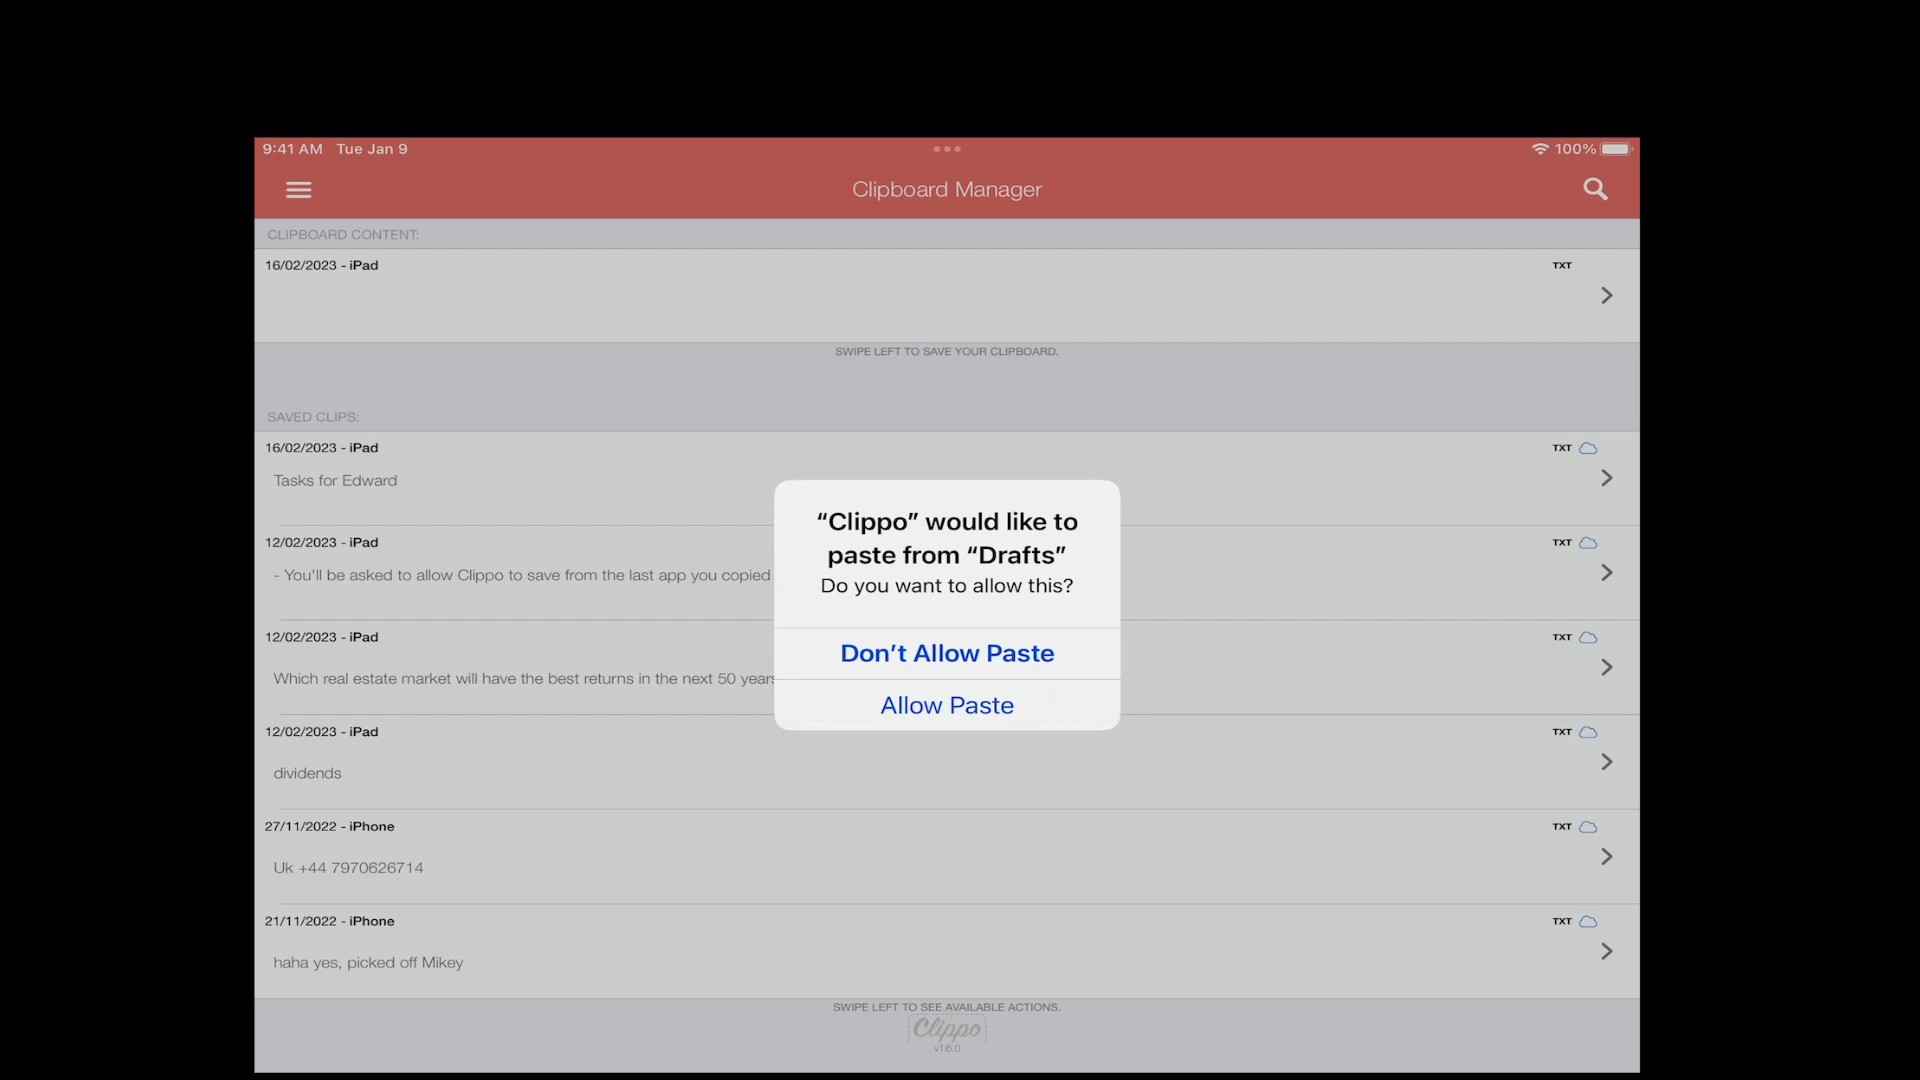 9:41 AM Tue Jan 9
100%
Clipboard Manager
CLIPBOARD CONTENT:
16/02/2023 - iPad
TXT
SWIPE LEFT TO SAVE YOUR CLIPBOARD.
SAVED CLIPS:
16/02/2023 - iPad
TXT
Tasks for Edward
12/02/2023 - iPad
TXT
- You'll be asked to allow Clippo to save from the last app you copied
12/02/2023 - iPad
TXT
Which real estate market will have the best returns in the next 50 years
12/02/2023 - iPad
TXT
dividends
27/11/2022 - iPhone
TXT
Uk +44 7970626714
21/11/2022 - iPhone
TXT
haha yes, picked off Mikey
SWIPE LEFT TO SEE AVAILABLE ACTIONS.
Clippo
v1.6.0
“Clippo” would like to
paste from “Drafts”
Do you want to allow this?
Don’t Allow Paste
Allow Paste